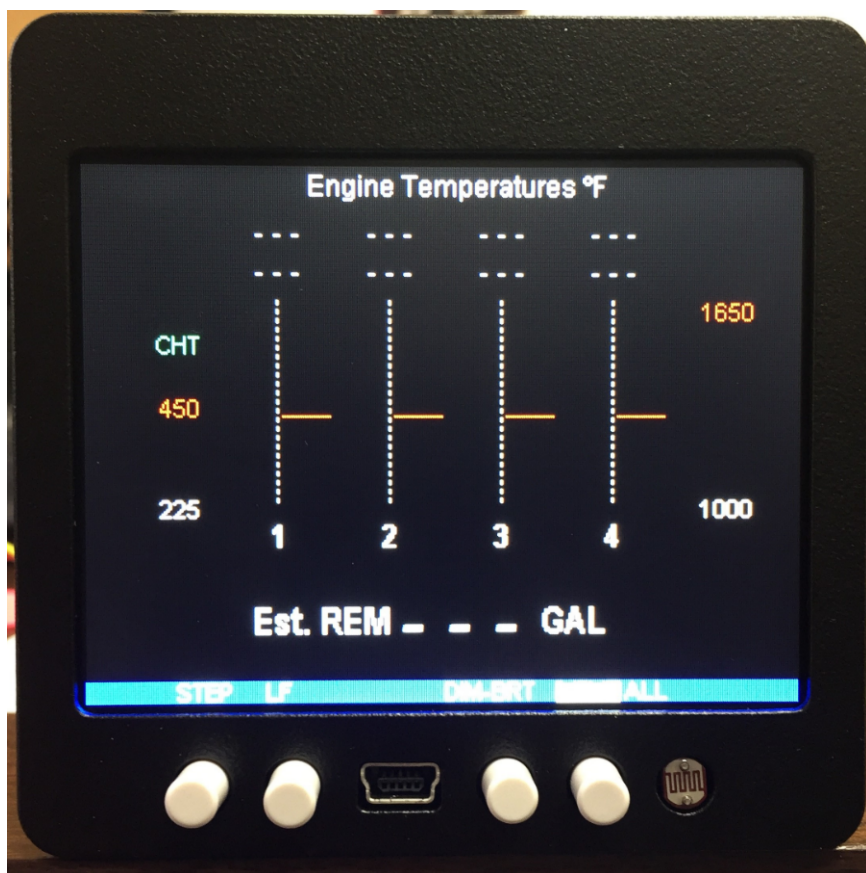 Engine Temperatures °F
--- --- --- ---
--- --- --- ---
1650
CHT
450
225 1000
1 2 3 4
Est. REM _ _ _ GAL
STEP LF DIM-BRT ALL